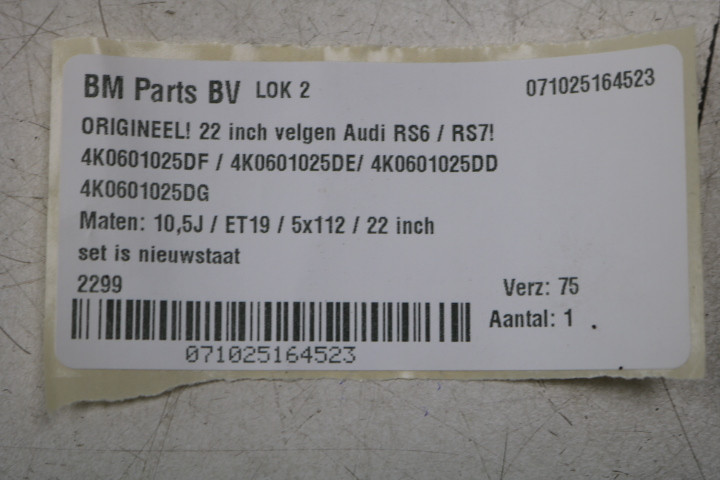 BM Parts BV LOK 2 071025164523
ORIGINEEL! 22 inch velgen Audi RS6 / RS7!
4K0601025DF / 4K0601025DE/ 4K0601025DD
4K0601025DG
Maten: 10,5J / ET19 / 5x112 / 22 inch
set is nieuwstaat
2299 Verz: 75
Aantal: 1
071025164523